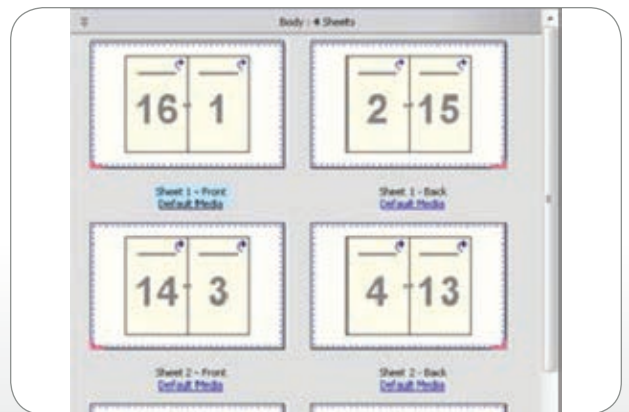 Body : 4 Sheets
16 1
2 15
Sheet 1 - Front
Default Media
Sheet 1 - Back
Default Media
14 3
4 13
Sheet 2 - Front
Default Media
Sheet 2 - Back
Default Media